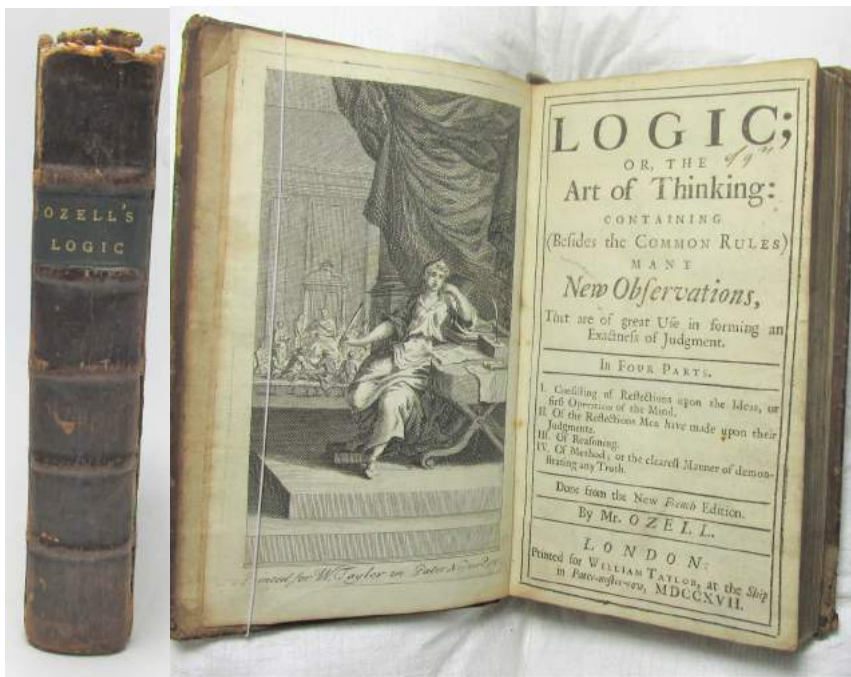 OZELL'S
LOGIC
LOGIC;
OR, THE
Art of Thinking:
CONTAINING
(Beſides the COMMON RULES)
MANY
New Obſervations,
That are of great Uſe in forming an
Exactneſs of Judgment.
In FOUR PARTS.
I. Conſiſting of Reflections upon the Ideas, or
firſt Operation of the Mind.
II. Of the Reflections Men have made upon their
Judgments.
III. Of Reaſoning.
IV. Of Method; or the cleareſt Manner of demon-
ſtrating any Truth.
Done from the New French Edition.
By Mr. OZELL.
LONDON:
Printed for WILLIAM TAYLOR, at the Ship
in Pater-noſter-row, MDCCXVII.
for W. Taylor in Pater